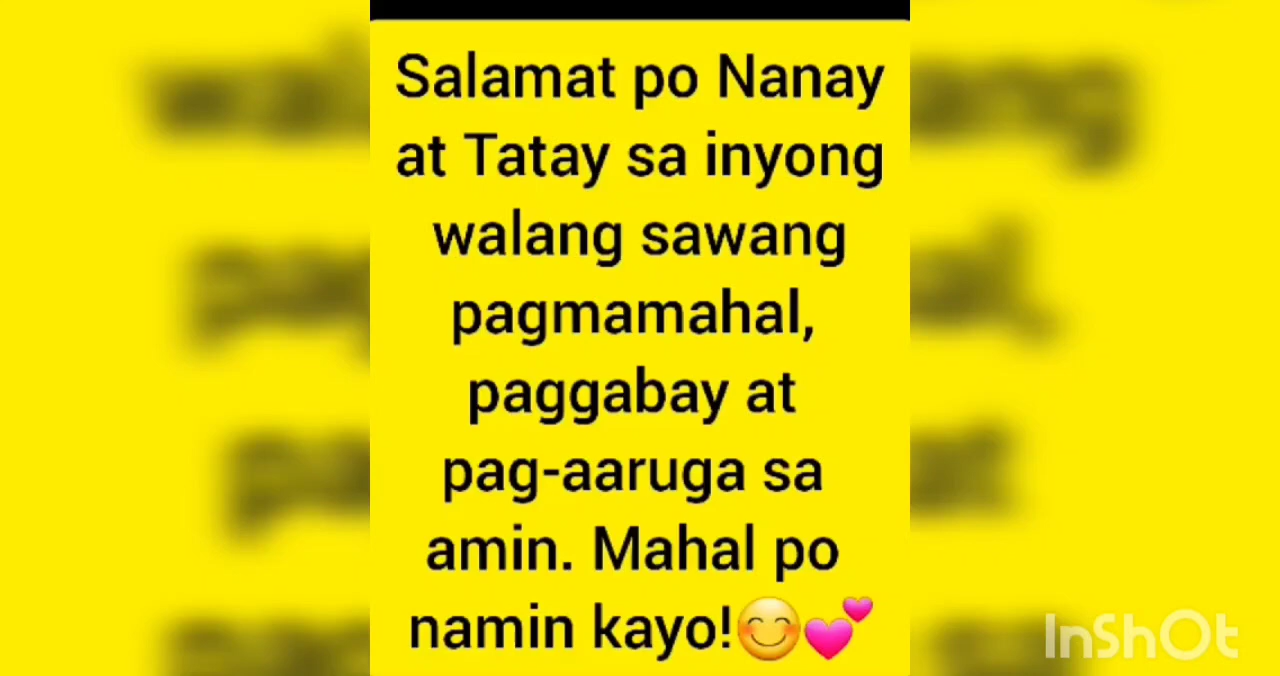 Salamat po Nanay
at Tatay sa inyong
walang sawang
pagmamahal,
paggabay at
pag-aaruga sa
amin. Mahal po
namin kayo!😊💕
InShOt